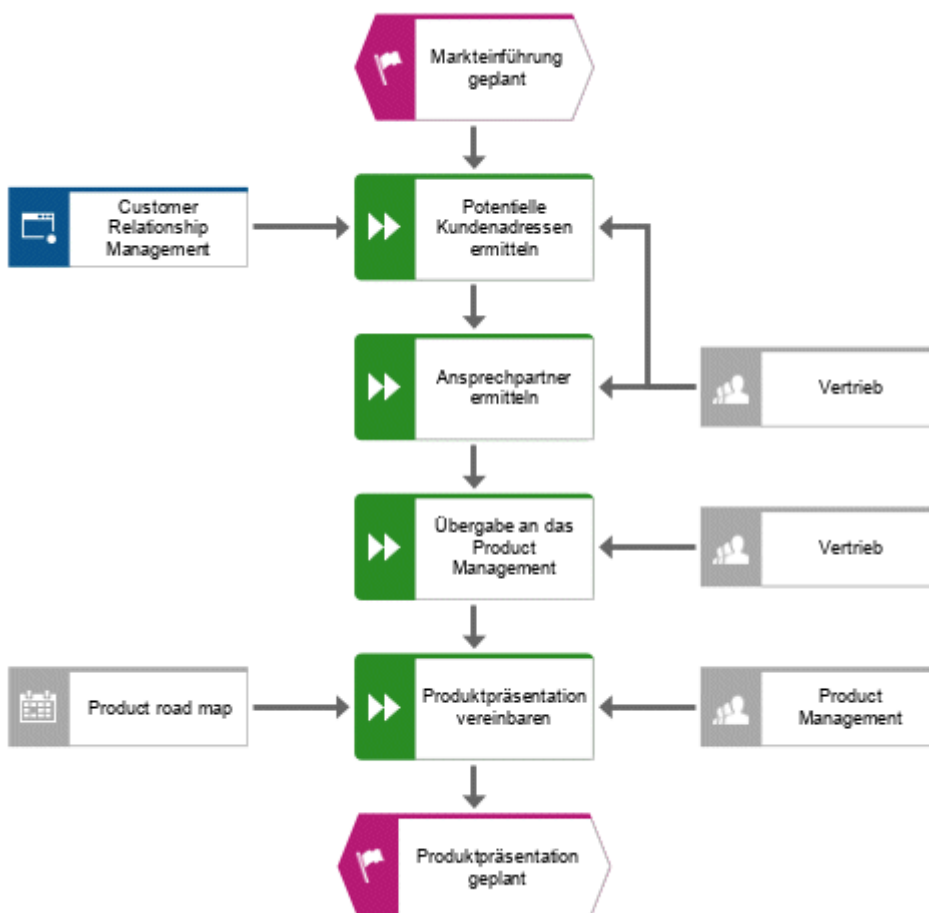 Markteinführung
geplant
Customer
Relationship
Management
Potentielle
Kundenadressen
ermitteln
Ansprechpartner
ermitteln
Vertrieb
Übergabe an das
Product
Management
Vertrieb
Product road map
Produktpräsentation
vereinbaren
Product
Management
Produktpräsentation
geplant